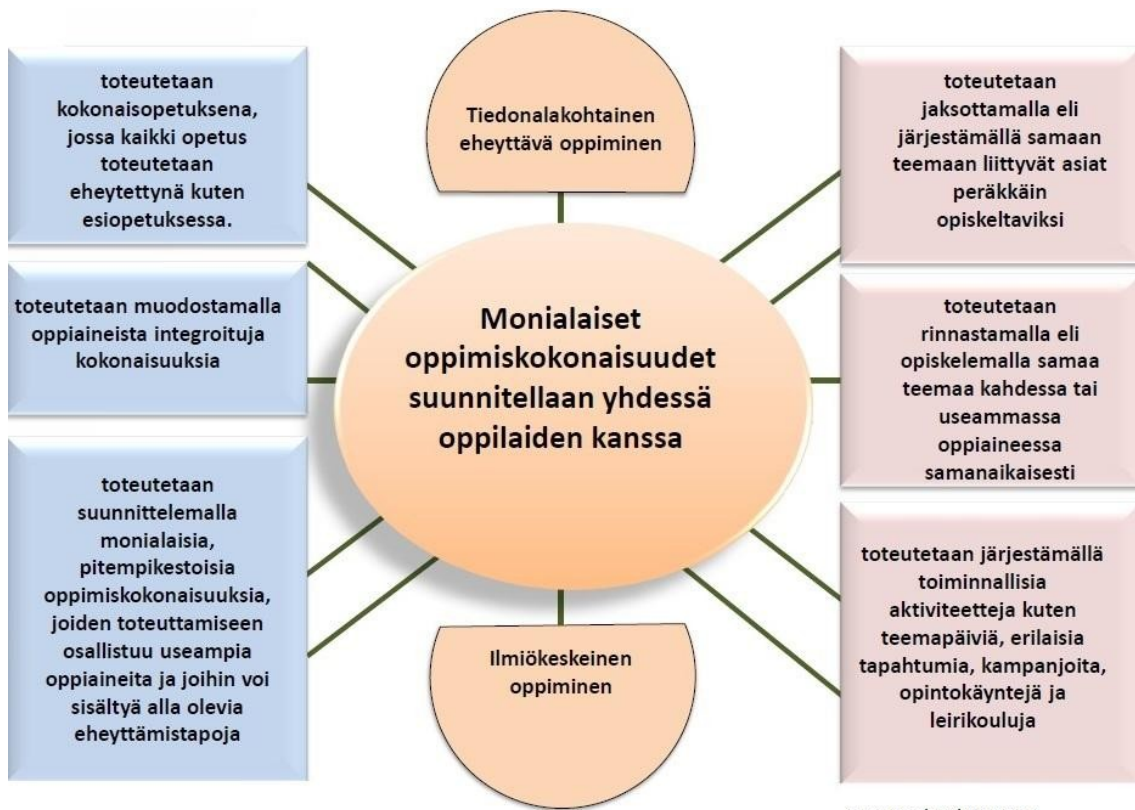 toteutetaan
kokonaisopetuksena,
jossa kaikki opetus
toteutetaan
eheytettynä kuten
esiopetuksessa.
toteutetaan muodostamalla
oppiaineista integroituja
kokonaisuuksia
toteutetaan
suunnittelemalla
monialaisia,
pitempikestoisia
oppimiskokonaisuuksia,
joiden toteuttamiseen
osallistuu useampia
oppiaineita ja joihin voi
sisältyä alla olevia
eheyttämistapoja
Tiedonalakohtainen
eheyttävä oppiminen
Monialaiset
oppimiskokonaisuudet
suunnitellaan yhdessä
oppilaiden kanssa
Ilmiökeskeinen
oppiminen
toteutetaan
jaksottamalla eli
järjestämällä samaan
teemaan liittyvät asiat
peräkkäin
opiskeltaviksi
toteutetaan
rinnastamalla eli
opiskelemalla samaa
teemaa kahdessa tai
useammassa
oppiaineessa
samanaikaisesti
toteutetaan järjestämällä
toiminnallisia
aktiviteetteja kuten
teemapäiviä, erilaisia
tapahtumia, kampanjoita,
opintokäyntejä ja
leirikouluja